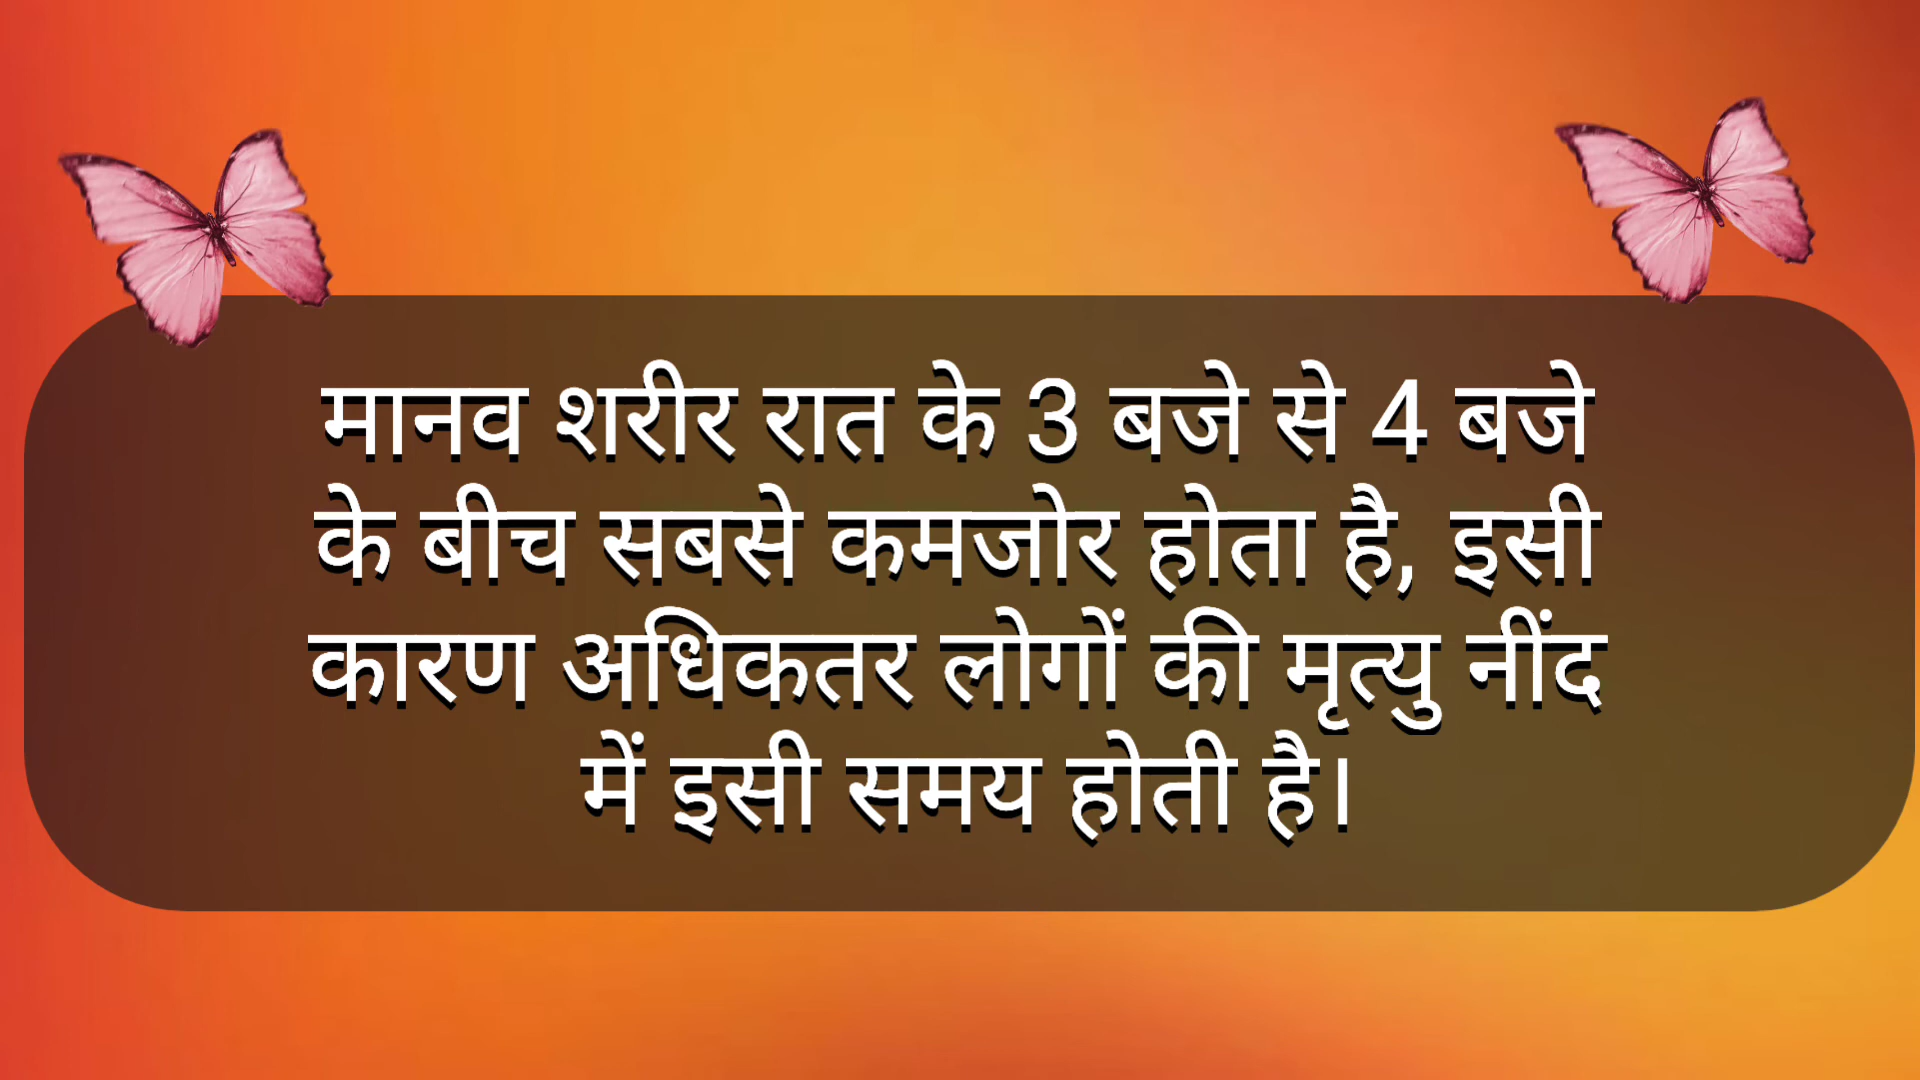 मानव शरीर रात के 3 बजे से 4 बजे
के बीच सबसे कमजोर होता है, इसी
कारण अधिकतर लोगों की मृत्यु नींद
में इसी समय होती है।